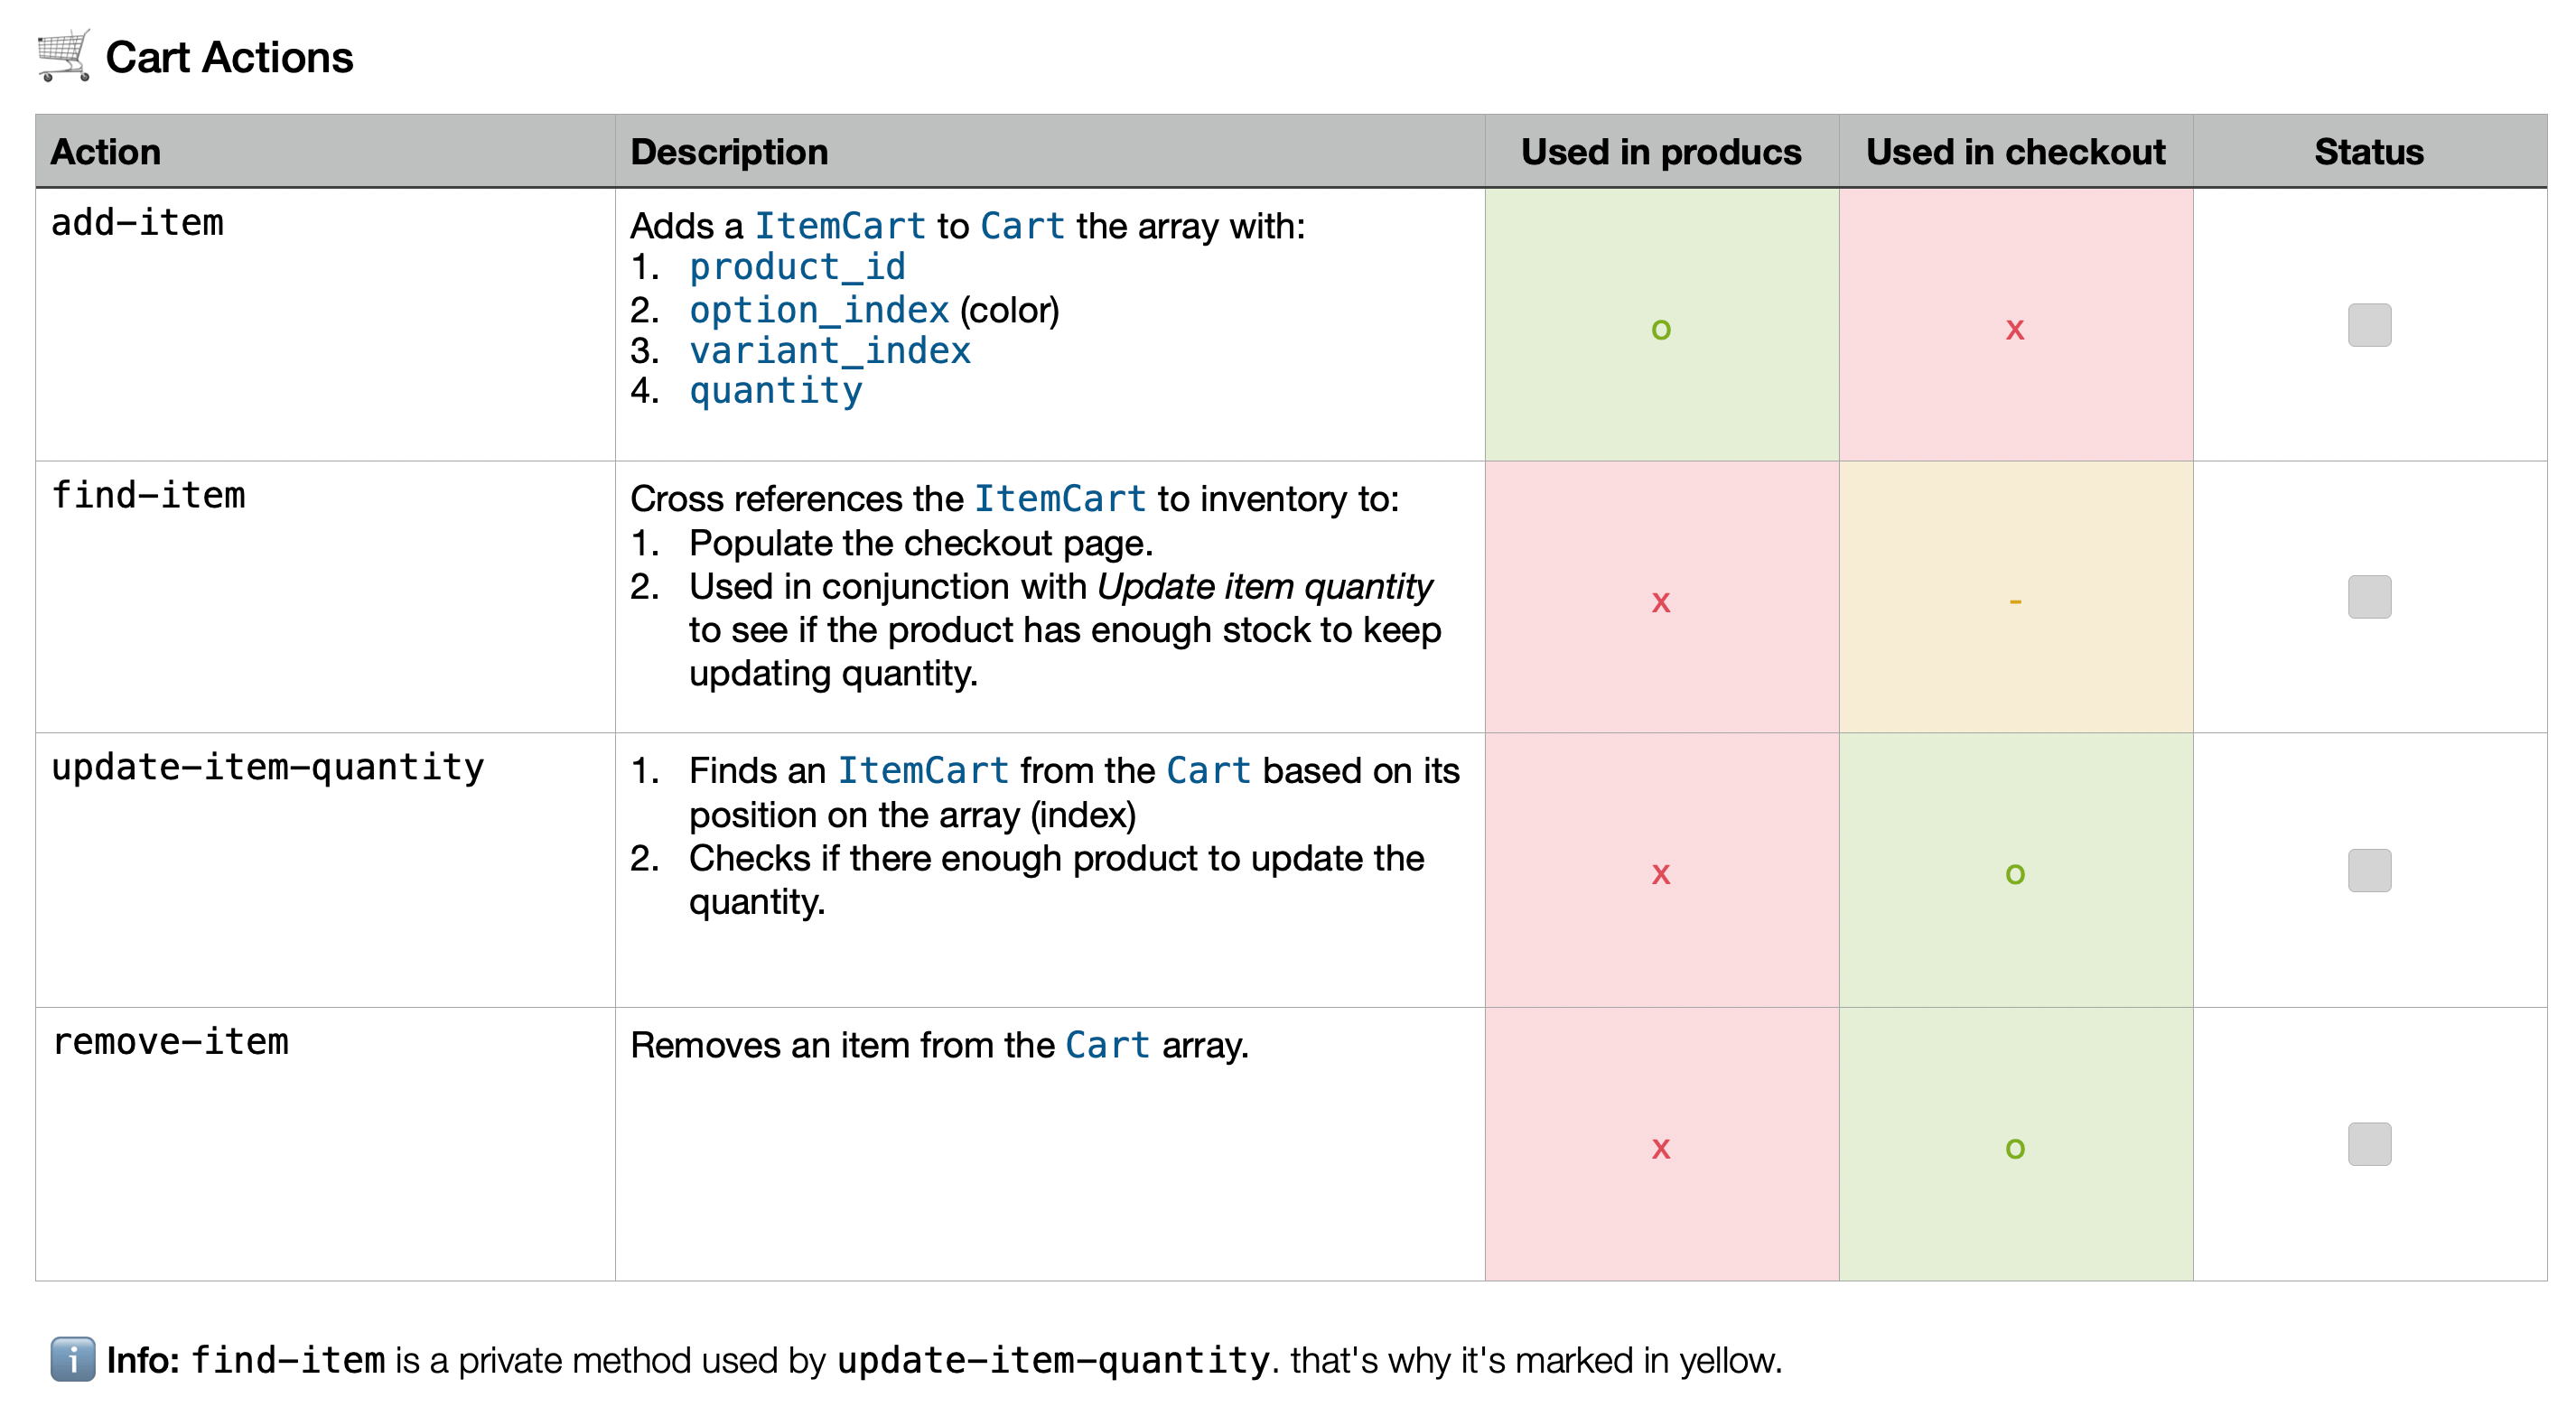 Cart Actions
Action Description Used in producs Used in checkout Status
add-item
Adds a ItemCart to Cart the array with:
1. product_id
2. option_index (color)
3. variant_index
4. quantity
o x
find-item
Cross references the ItemCart to inventory to:
1. Populate the checkout page.
2. Used in conjunction with Update item quantity
to see if the product has enough stock to keep
updating quantity.
x -
update-item-quantity
1. Finds an ItemCart from the Cart based on its
position on the array (index)
2. Checks if there enough product to update the
quantity.
x o
remove-item
Removes an item from the Cart array.
x o
i Info: find-item is a private method used by update-item-quantity. that's why it's marked in yellow.